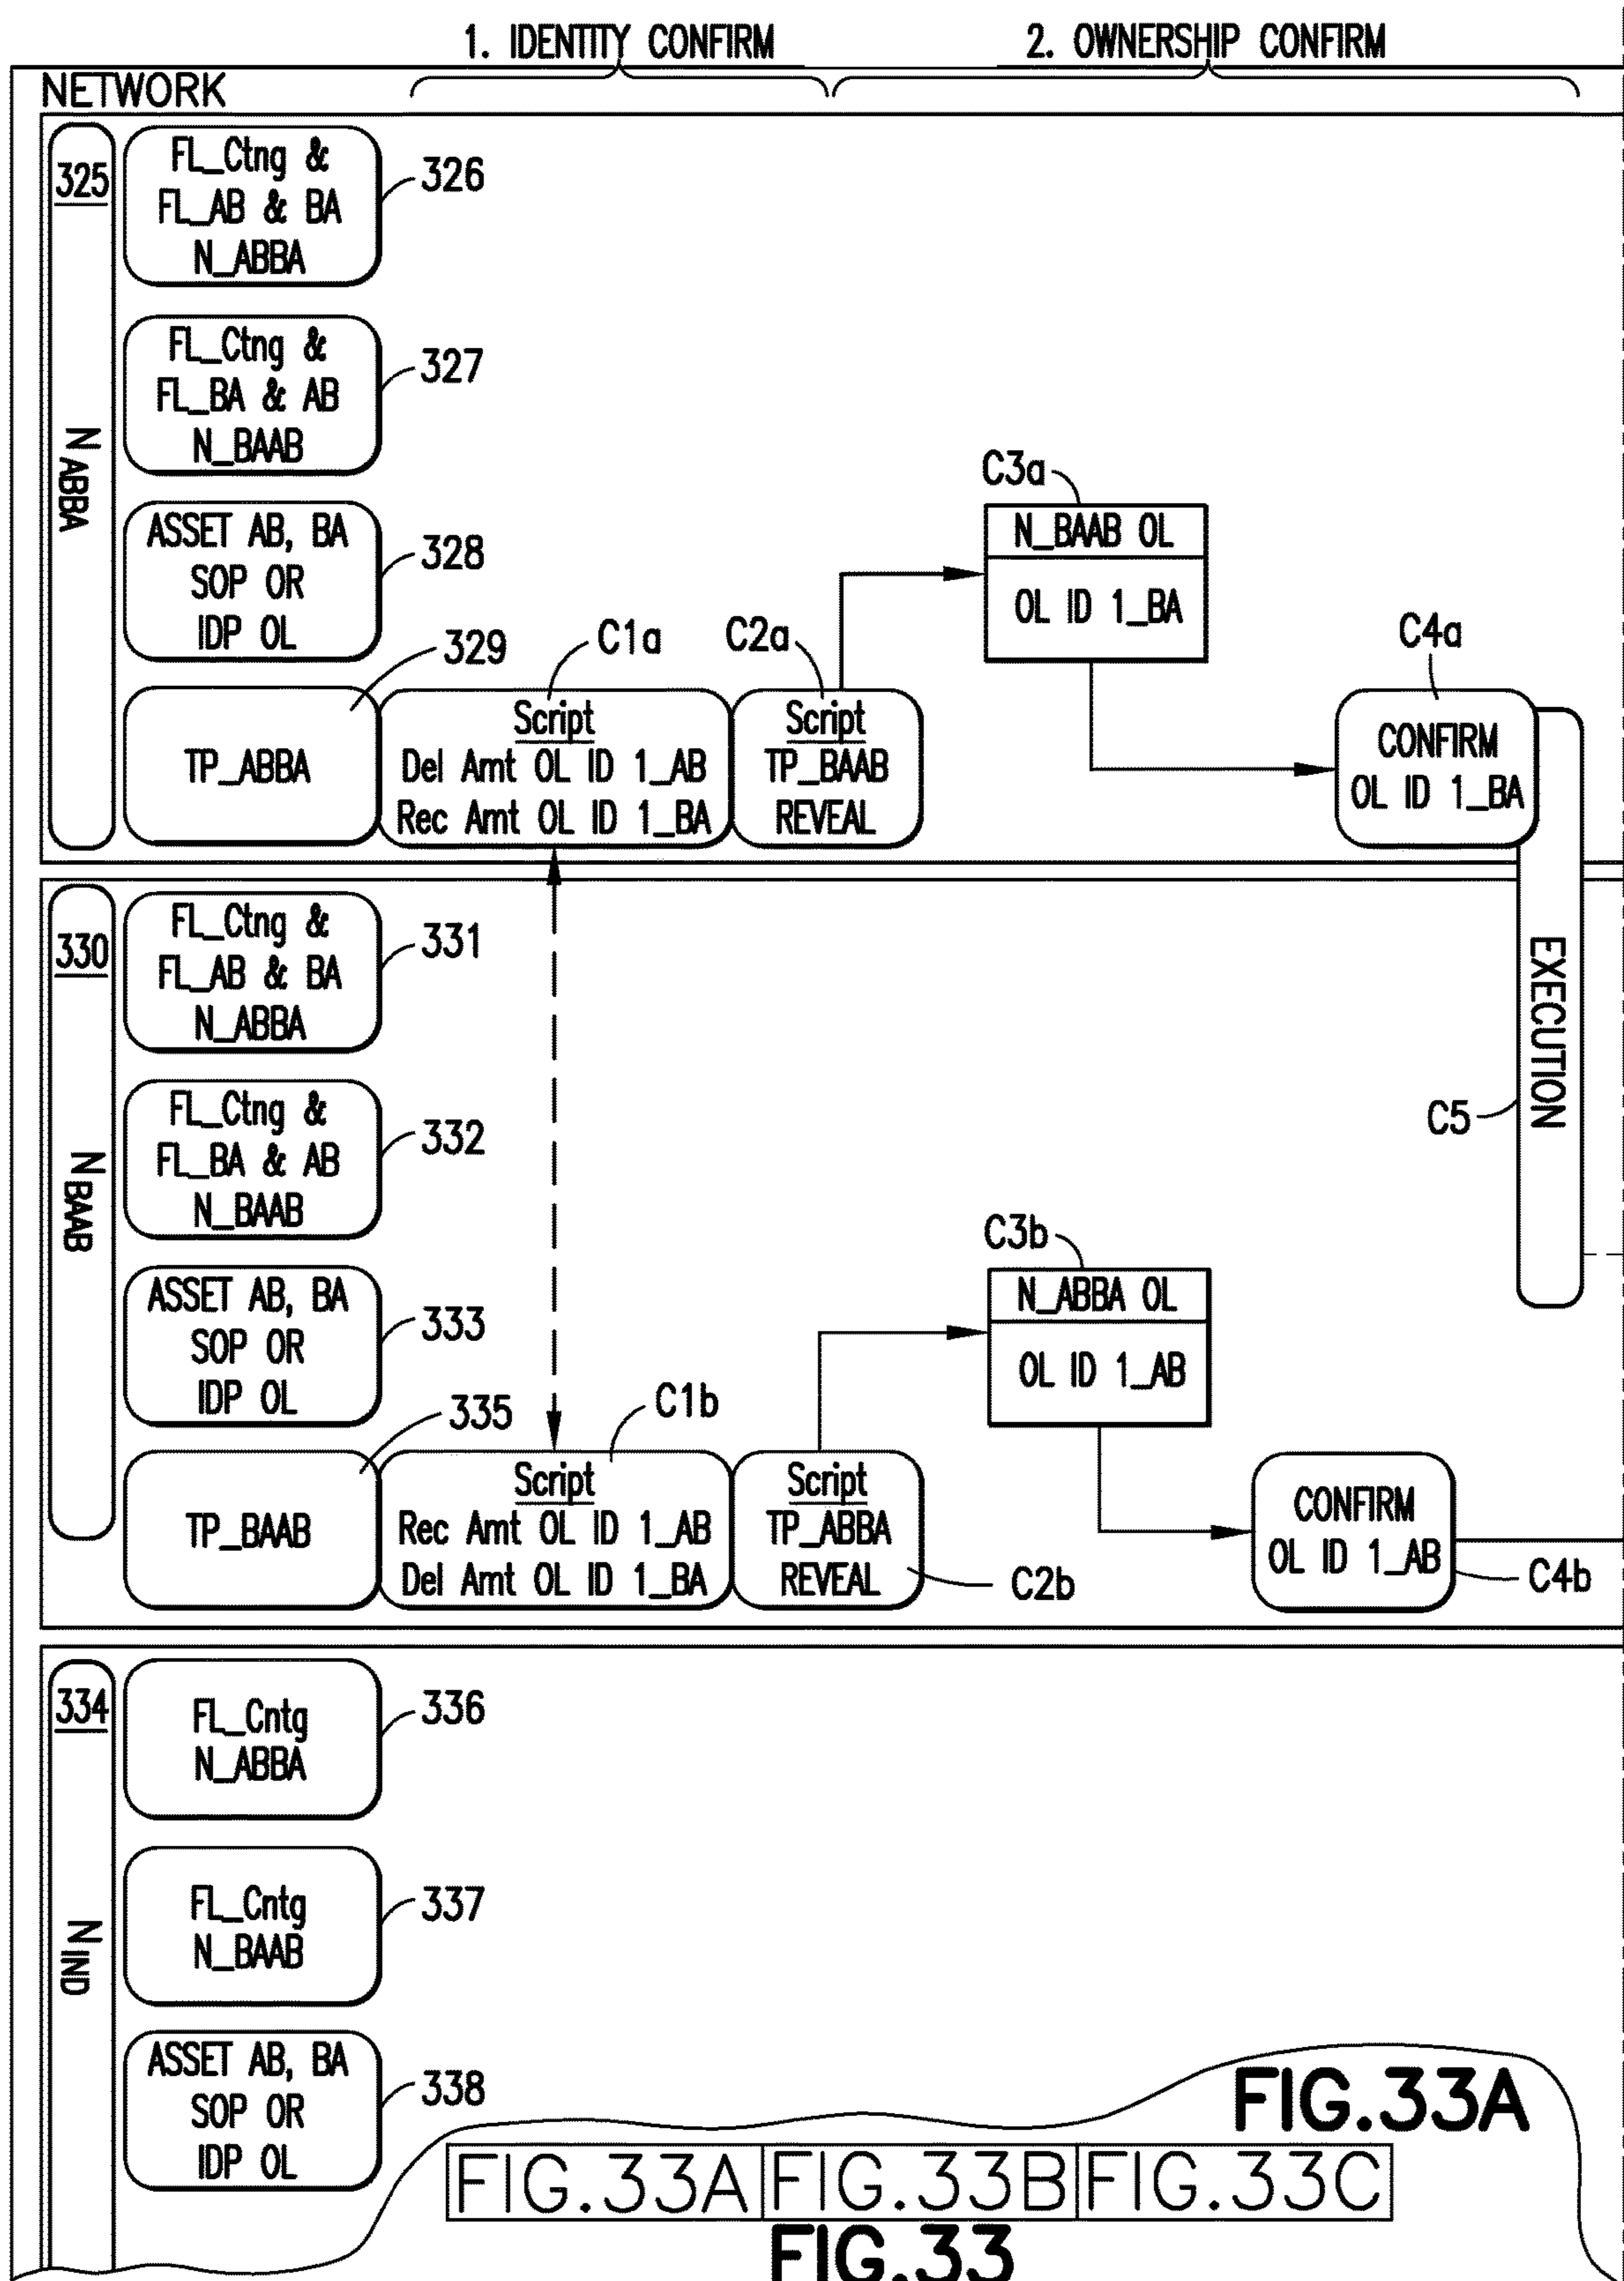 1. IDENTITY CONFIRM
2. OWNERSHIP CONFIRM
NETWORK
325
N ABBA
FL_Ctng &
FL_AB & BA
N_ABBA
326
FL_Ctng &
FL_BA & AB
N_BAAB
327
ASSET AB, BA
SOP OR
IDP OL
328
TP_ABBA
329
Script
Del Amt OL ID 1_AB
Rec Amt OL ID 1_BA
C1a
Script
TP_BAAB
REVEAL
C2a
C3a
N_BAAB OL
OL ID 1_BA
C4a
CONFIRM
OL ID 1_BA
EXECUTION
C5
330
N BAAB
FL_Ctng &
FL_AB & BA
N_ABBA
331
FL_Ctng &
FL_BA & AB
N_BAAB
332
ASSET AB, BA
SOP OR
IDP OL
333
TP_BAAB
335
Script
Rec Amt OL ID 1_AB
Del Amt OL ID 1_BA
C1b
Script
TP_ABBA
REVEAL
C2b
C3b
N_ABBA OL
OL ID 1_AB
CONFIRM
OL ID 1_AB
C4b
334
N IND
FL_Cntg
N_ABBA
336
FL_Cntg
N_BAAB
337
ASSET AB, BA
SOP OR
IDP OL
338
FIG.33A
FIG.33A FIG.33B FIG.33C
FIG.33